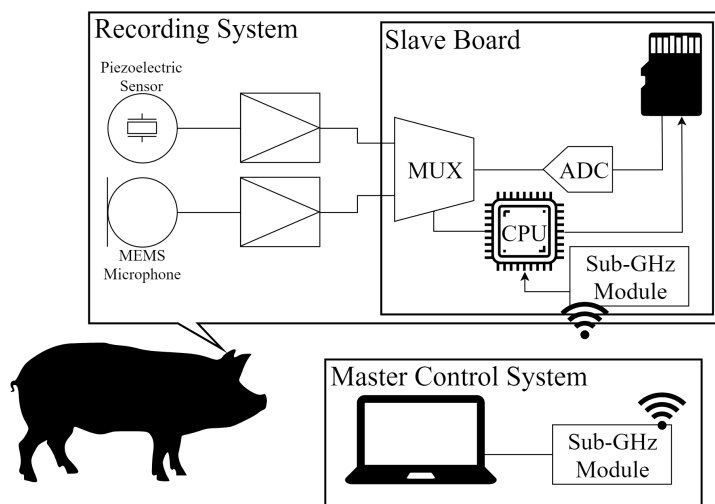 Recording System
Slave Board
Piezoelectric
Sensor
MUX
ADC
CPU
MEMS
Microphone
Sub-GHz
Module
Master Control System
Sub-GHz
Module